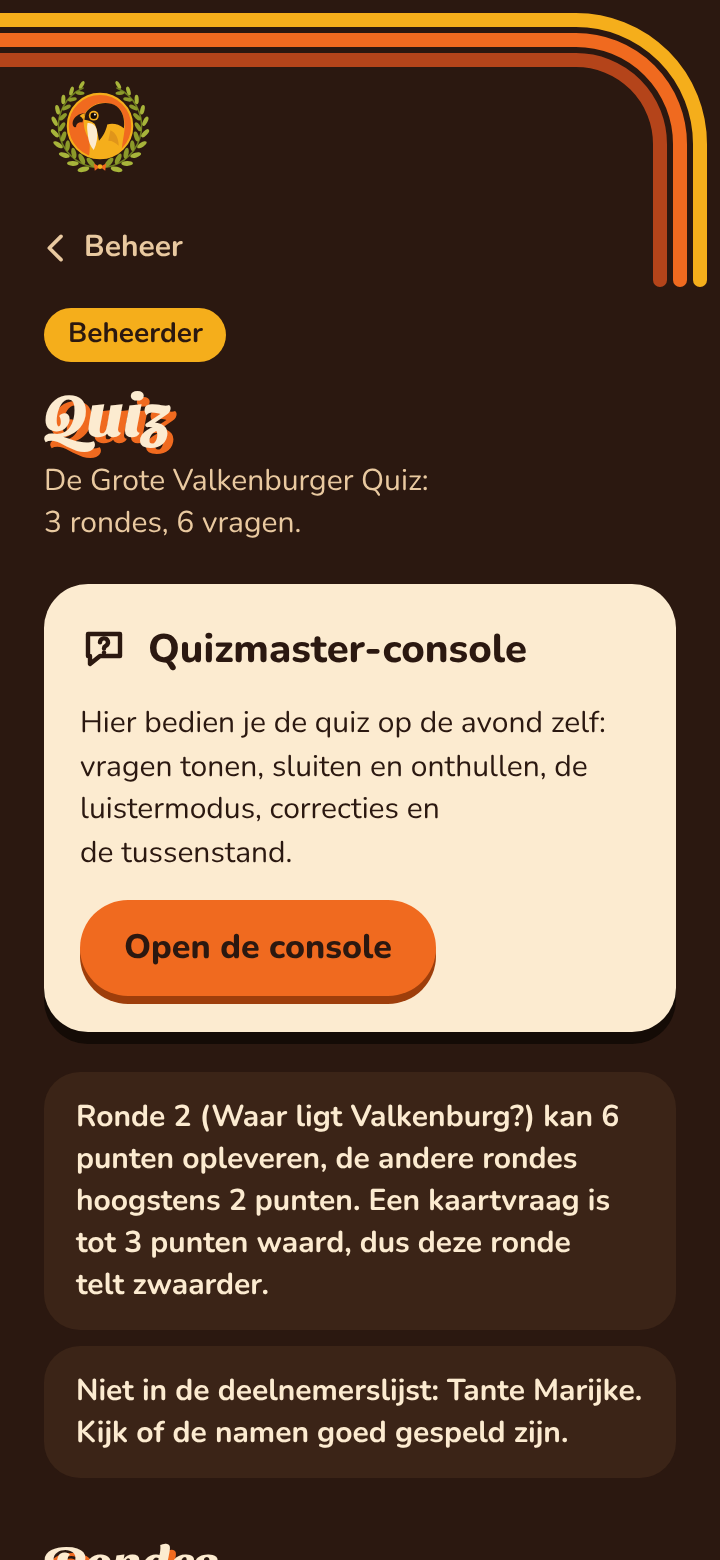 Beheer
Beheerder
Quiz
De Grote Valkenburger Quiz:
3 rondes, 6 vragen.
Quizmaster-console
Hier bedien je de quiz op de avond zelf:
vragen tonen, sluiten en onthullen, de
luistermodus, correcties en
de tussenstand.
Open de console
Ronde 2 (Waar ligt Valkenburg?) kan 6
punten opleveren, de andere rondes
hoogstens 2 punten. Een kaartvraag is
tot 3 punten waard, dus deze ronde
telt zwaarder.
Niet in de deelnemerslijst: Tante Marijke.
Kijk of de namen goed gespeld zijn.